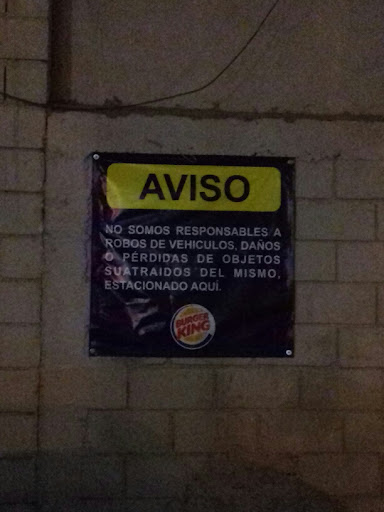 AVISO
NO SOMOS RESPONSABLES A
ROBOS DE VEHICULOS, DAÑOS
O PÉRDIDAS DE OBJETOS
SUATRAIDOS DEL MISMO,
ESTACIONADO AQUÍ.
BURGER
KING